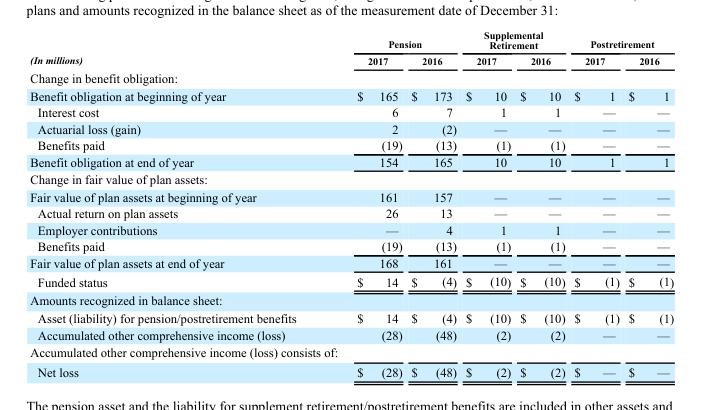 plans and amounts recognized in the balance sheet as of the measurement date of December 31:
Pension Supplemental Retirement Postretirement
(In millions) 2017 2016 2017 2016 2017 2016
Change in benefit obligation:
Benefit obligation at beginning of year $ 165 $ 173 $ 10 $ 10 $ 1 $ 1
Interest cost 6 7 1 1 — —
Actuarial loss (gain) 2 (2) — — — —
Benefits paid (19) (13) (1) (1) — —
Benefit obligation at end of year 154 165 10 10 1 1
Change in fair value of plan assets:
Fair value of plan assets at beginning of year 161 157 — — — —
Actual return on plan assets 26 13 — — — —
Employer contributions — 4 1 1 — —
Benefits paid (19) (13) (1) (1) — —
Fair value of plan assets at end of year 168 161 — — — —
Funded status $ 14 $ (4) $ (10) $ (10) $ (1) $ (1)
Amounts recognized in balance sheet:
Asset (liability) for pension/postretirement benefits $ 14 $ (4) $ (10) $ (10) $ (1) $ (1)
Accumulated other comprehensive income (loss) (28) (48) (2) (2) — —
Accumulated other comprehensive income (loss) consists of:
Net loss $ (28) $ (48) $ (2) $ (2) $ — $ —
The pension asset and the liability for supplement retirement/postretirement benefits are included in other assets and